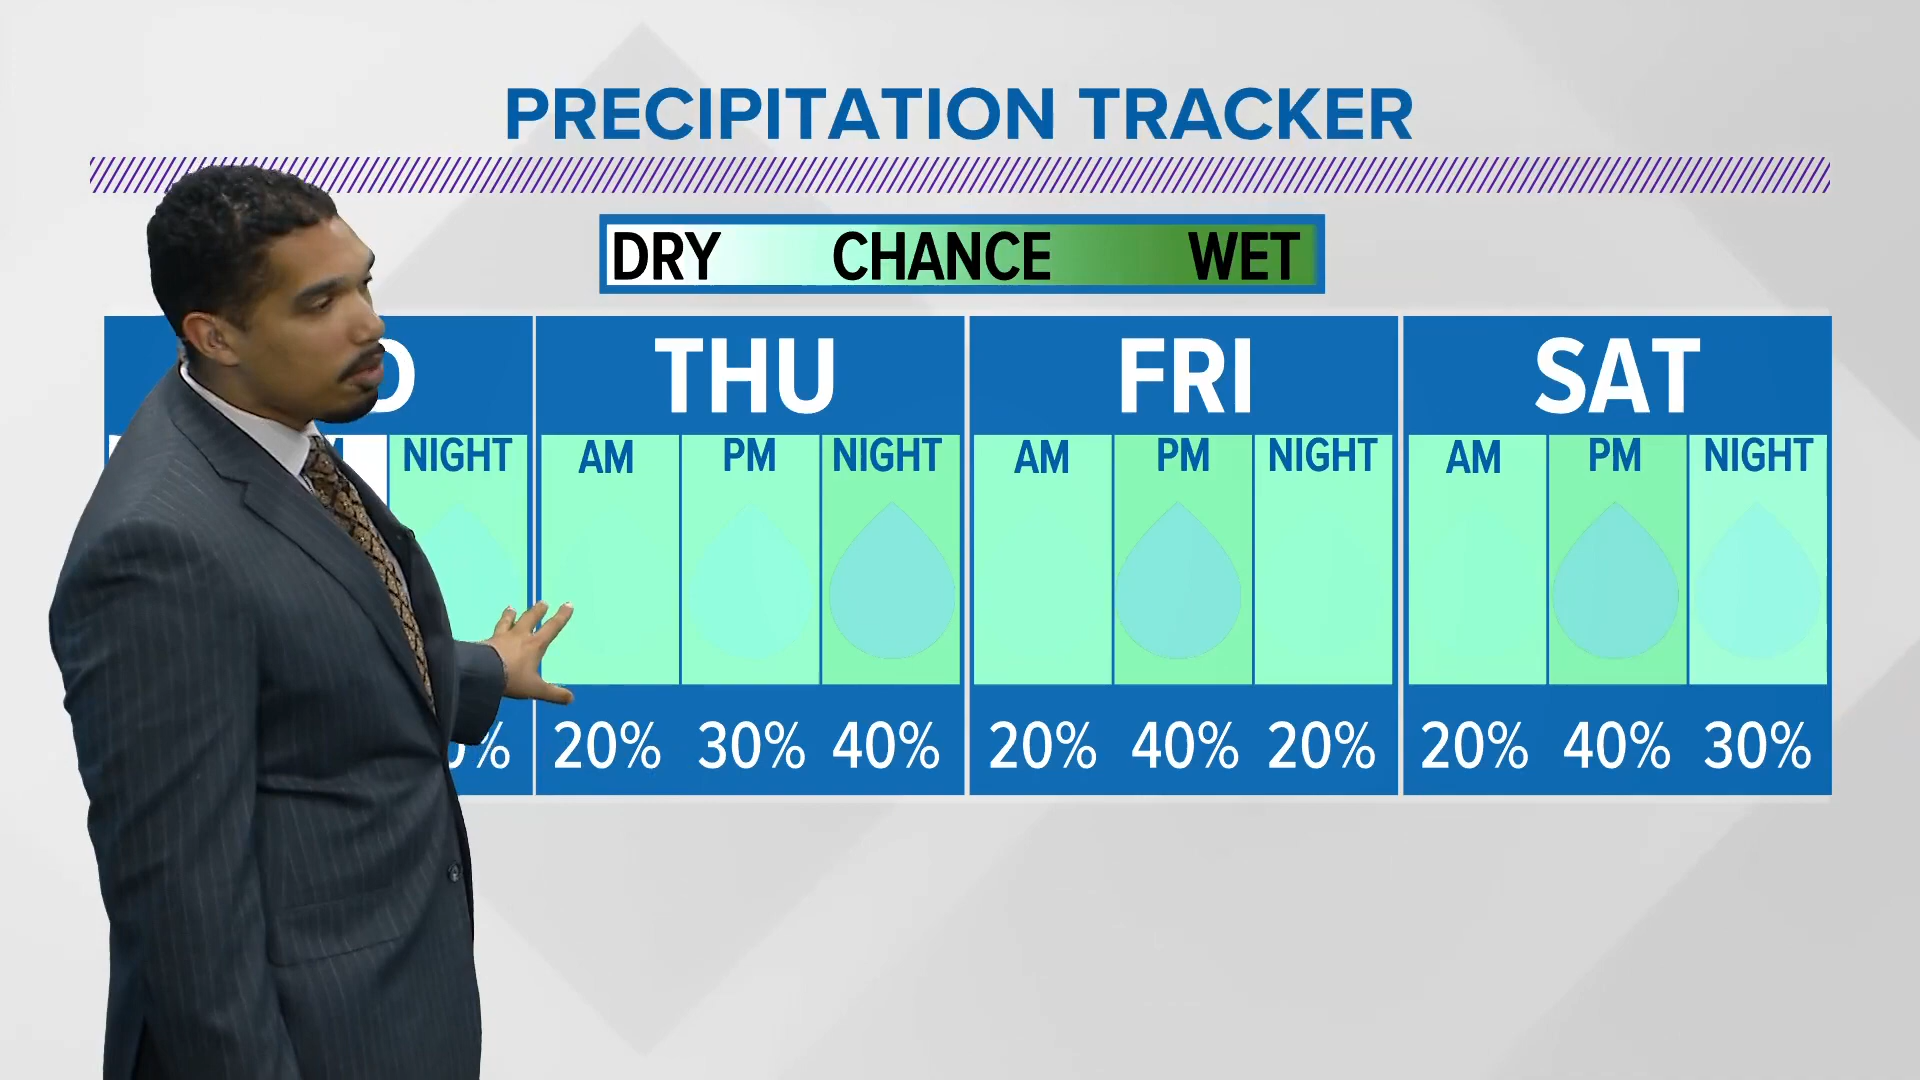 PRECIPITATION TRACKER
DRY CHANCE WET
THU FRI SAT
NIGHT AM PM NIGHT AM PM NIGHT AM PM NIGHT
20% 30% 40% 20% 40% 20% 20% 40% 30%